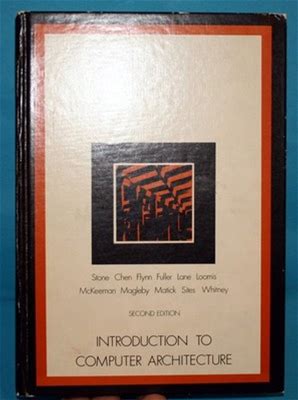 Stone Chen Flynn Fuller Lane Loomis
McKeeman Magleby Matick Sites Whitney
SECOND EDITION
INTRODUCTION TO
COMPUTER ARCHITECTURE